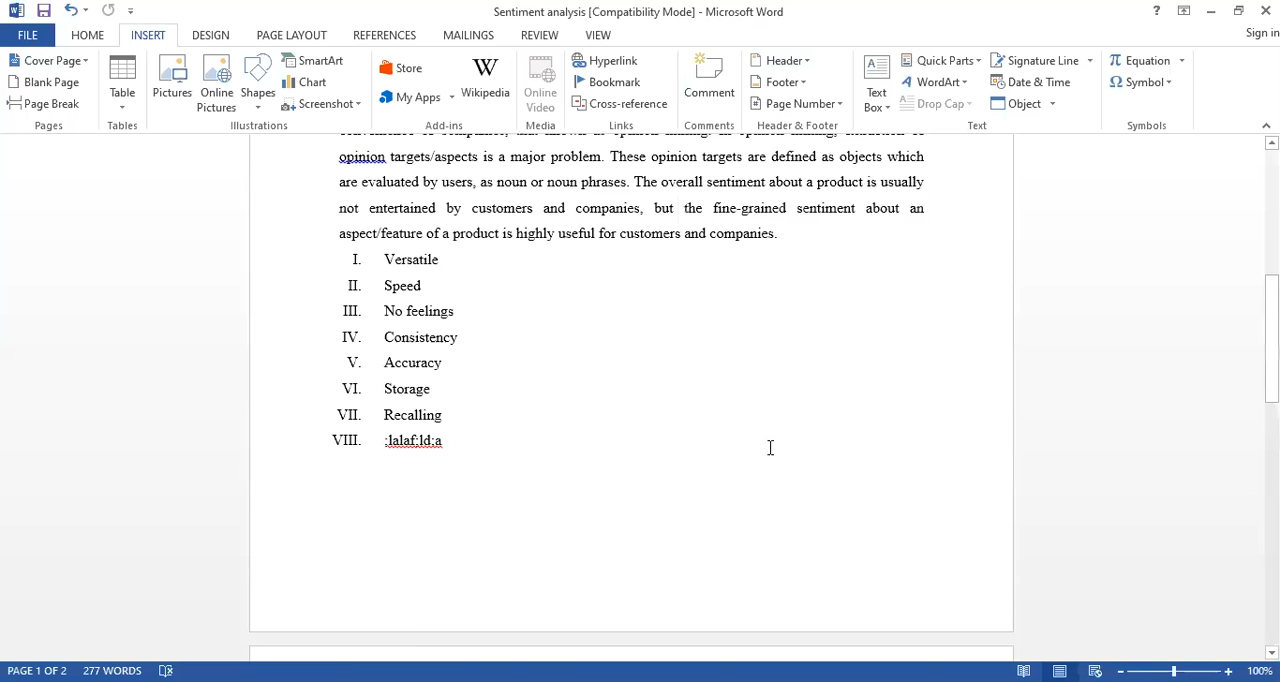 Sentiment analysis [Compatibility Mode] - Microsoft Word
?
FILE HOME INSERT DESIGN PAGE LAYOUT REFERENCES MAILINGS REVIEW VIEW Sign in
Cover Page
Blank Page
Page Break
Pages
Table
Tables
Pictures
Online Pictures
Shapes
SmartArt
Chart
Screenshot
Illustrations
Store
My Apps
W
Wikipedia
Add-ins
Online Video
Media
Hyperlink
Bookmark
Cross-reference
Links
Comment
Comments
Header
Footer
Page Number
Header & Footer
Text Box
Quick Parts
WordArt
Drop Cap
Signature Line
Date & Time
Object
Text
Equation
Symbol
Symbols
opinion targets/aspects is a major problem. These opinion targets are defined as objects which
are evaluated by users, as noun or noun phrases. The overall sentiment about a product is usually
not entertained by customers and companies, but the fine-grained sentiment about an
aspect/feature of a product is highly useful for customers and companies.
I. Versatile
II. Speed
III. No feelings
IV. Consistency
V. Accuracy
VI. Storage
VII. Recalling
VIII. ;lalaf;ld;a
PAGE 1 OF 2 277 WORDS 100%